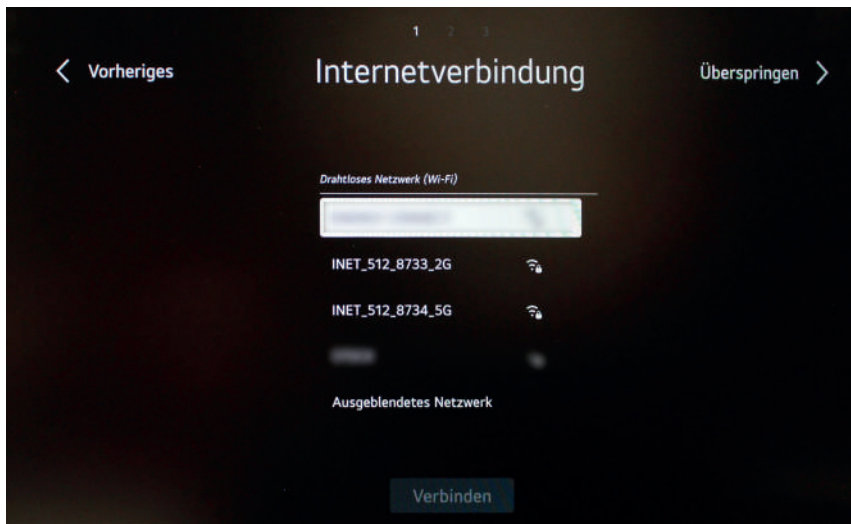 1 2 3
Vorheriges
Internetverbindung
Überspringen
Drahtloses Netzwerk (Wi-Fi)
INET_512_8733_2G
INET_512_8734_5G
Ausgeblendetes Netzwerk
Verbinden